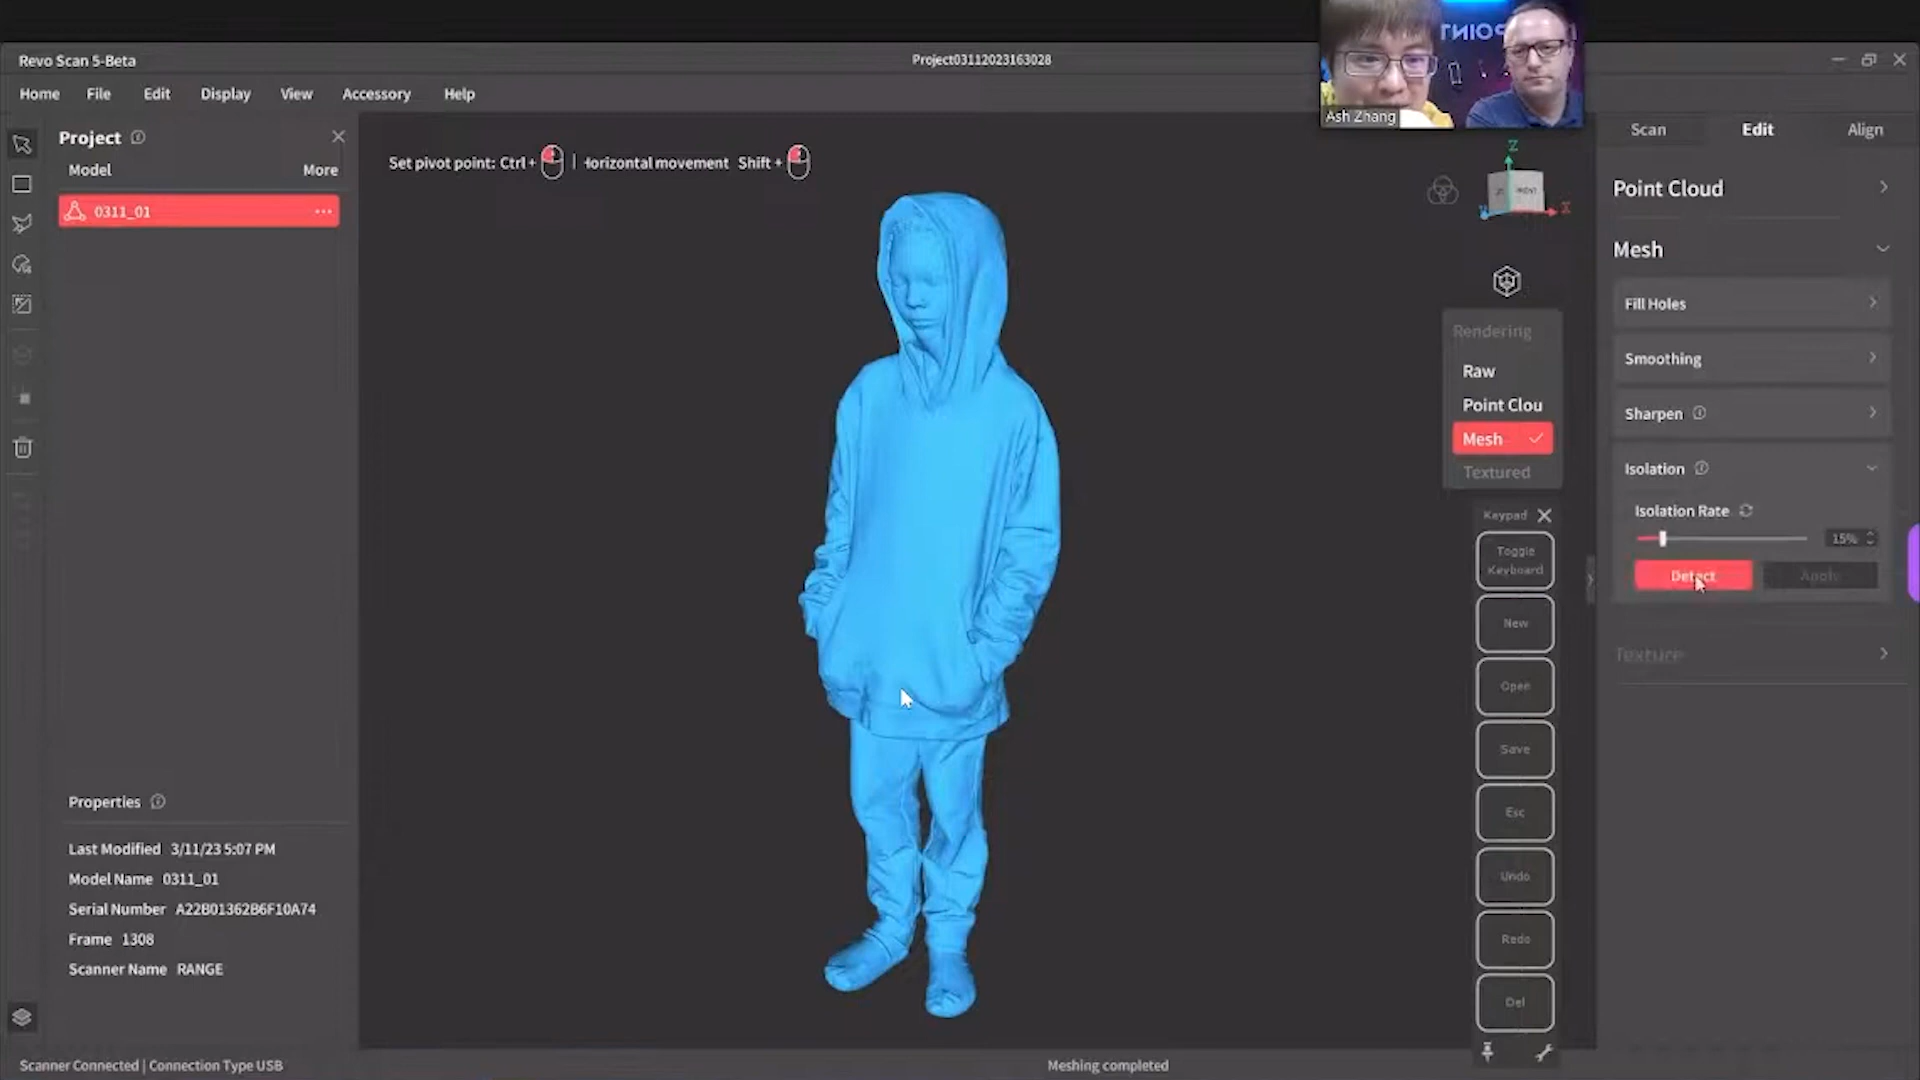 Revo Scan 5-Beta
Project03112023163028
Home File Edit Display View Accessory Help
Ash Zhang
Project
Model More
0311_01 ...
Set pivot point: Ctrl + | Horizontal movement Shift +
Z
FRONT
X
Scan Edit Align
Point Cloud
Mesh
Fill Holes
Smoothing
Sharpen
Isolation
Isolation Rate
15%
Detect Apply
Texture
Rendering
Raw
Point Clou
Mesh
Textured
Keypad
Toggle
Keyboard
New
Open
Save
Esc
Undo
Redo
Del
Properties
Last Modified 3/11/23 5:07 PM
Model Name 0311_01
Serial Number A22B01362B6F10A74
Frame 1308
Scanner Name RANGE
Scanner Connected | Connection Type USB
Meshing completed